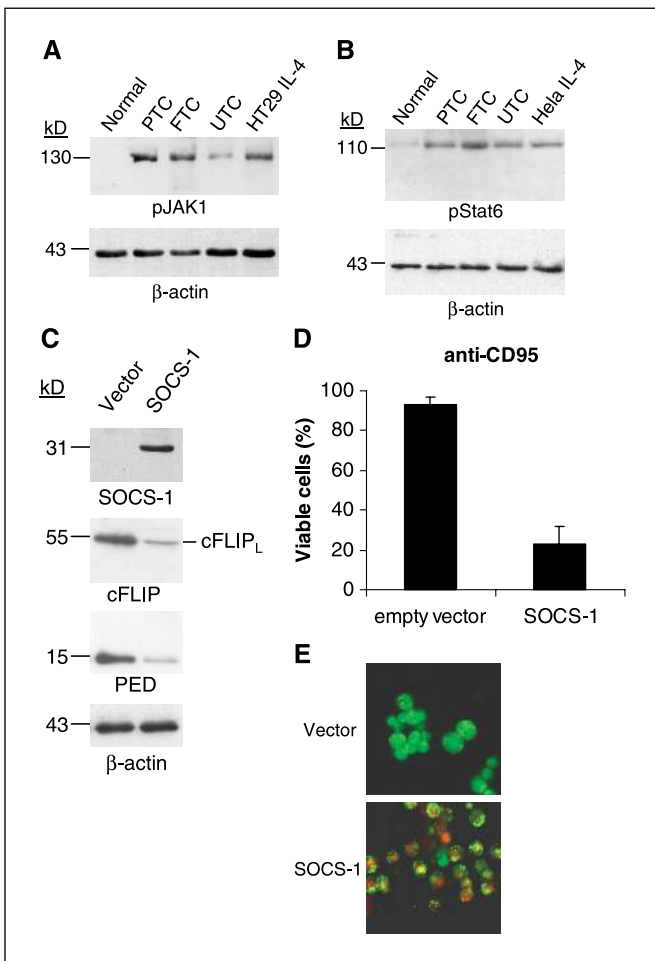 A
kD
Normal
PTC
FTC
UTC
HT29 IL-4
130
pJAK1
43
β-actin
B
kD
Normal
PTC
FTC
UTC
Hela IL-4
110
pStat6
43
β-actin
C
kD
Vector
SOCS-1
31
SOCS-1
55
cFLIPL
cFLIP
15
PED
43
β-actin
D
anti-CD95
Viable cells (%)
100
80
60
40
20
0
empty vector
SOCS-1
E
Vector
SOCS-1